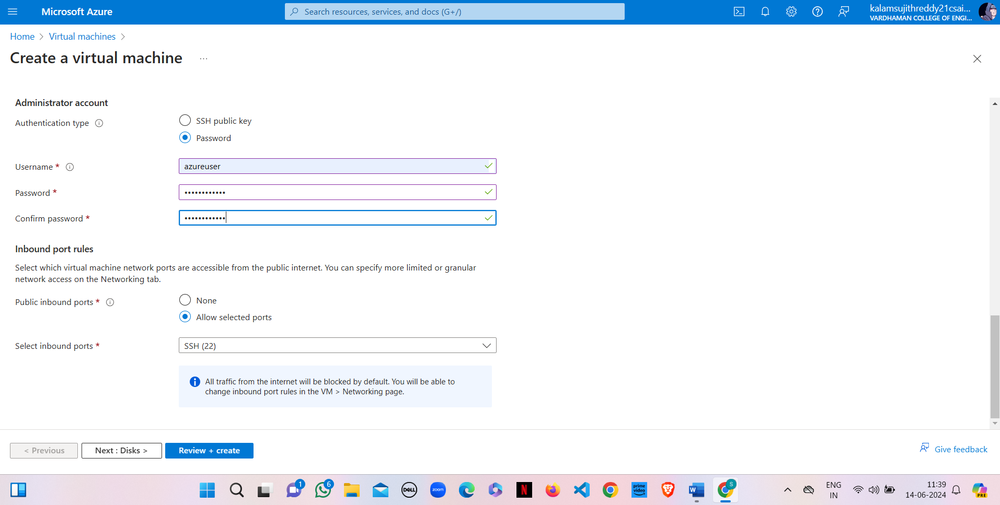 Microsoft Azure
Search resources, services, and docs (G+/)
kalamsujithreddy21csai...
VARDHAMAN COLLEGE OF ENGI...
Home > Virtual machines >
Create a virtual machine ...
Administrator account
Authentication type
SSH public key
Password
Username *
azureuser
Password *
••••••••••••
Confirm password *
••••••••••••
Inbound port rules
Select which virtual machine network ports are accessible from the public internet. You can specify more limited or granular
network access on the Networking tab.
Public inbound ports *
None
Allow selected ports
Select inbound ports *
SSH (22)
All traffic from the internet will be blocked by default. You will be able to
change inbound port rules in the VM > Networking page.
< Previous
Next : Disks >
Review + create
Give feedback
1
6
DELL
zoom
N
prime
video
W
S
ENG
IN
11:39
14-06-2024
PRE